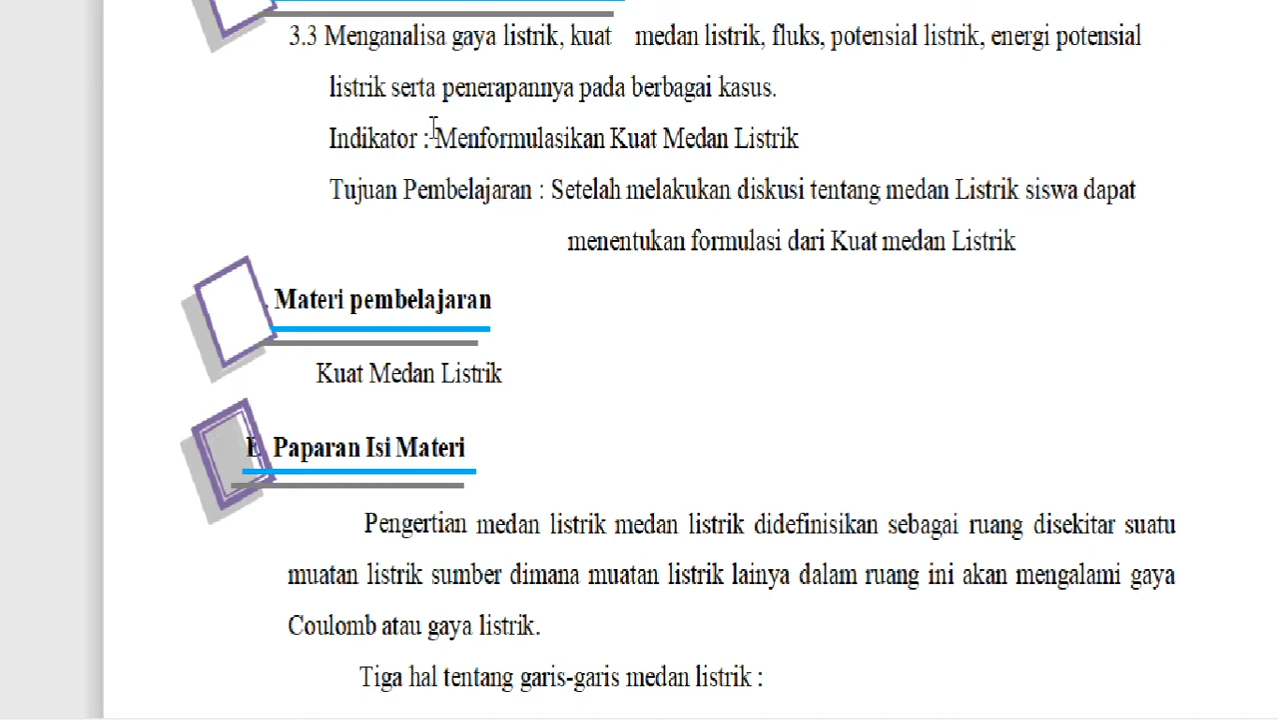 3.3 Menganalisa gaya listrik, kuat medan listrik, fluks, potensial listrik, energi potensial
listrik serta penerapannya pada berbagai kasus.
Indikator : Menformulasikan Kuat Medan Listrik
Tujuan Pembelajaran : Setelah melakukan diskusi tentang medan Listrik siswa dapat
menentukan formulasi dari Kuat medan Listrik
Materi pembelajaran
Kuat Medan Listrik
E. Paparan Isi Materi
Pengertian medan listrik medan listrik didefinisikan sebagai ruang disekitar suatu
muatan listrik sumber dimana muatan listrik lainya dalam ruang ini akan mengalami gaya
Coulomb atau gaya listrik.
Tiga hal tentang garis-garis medan listrik :